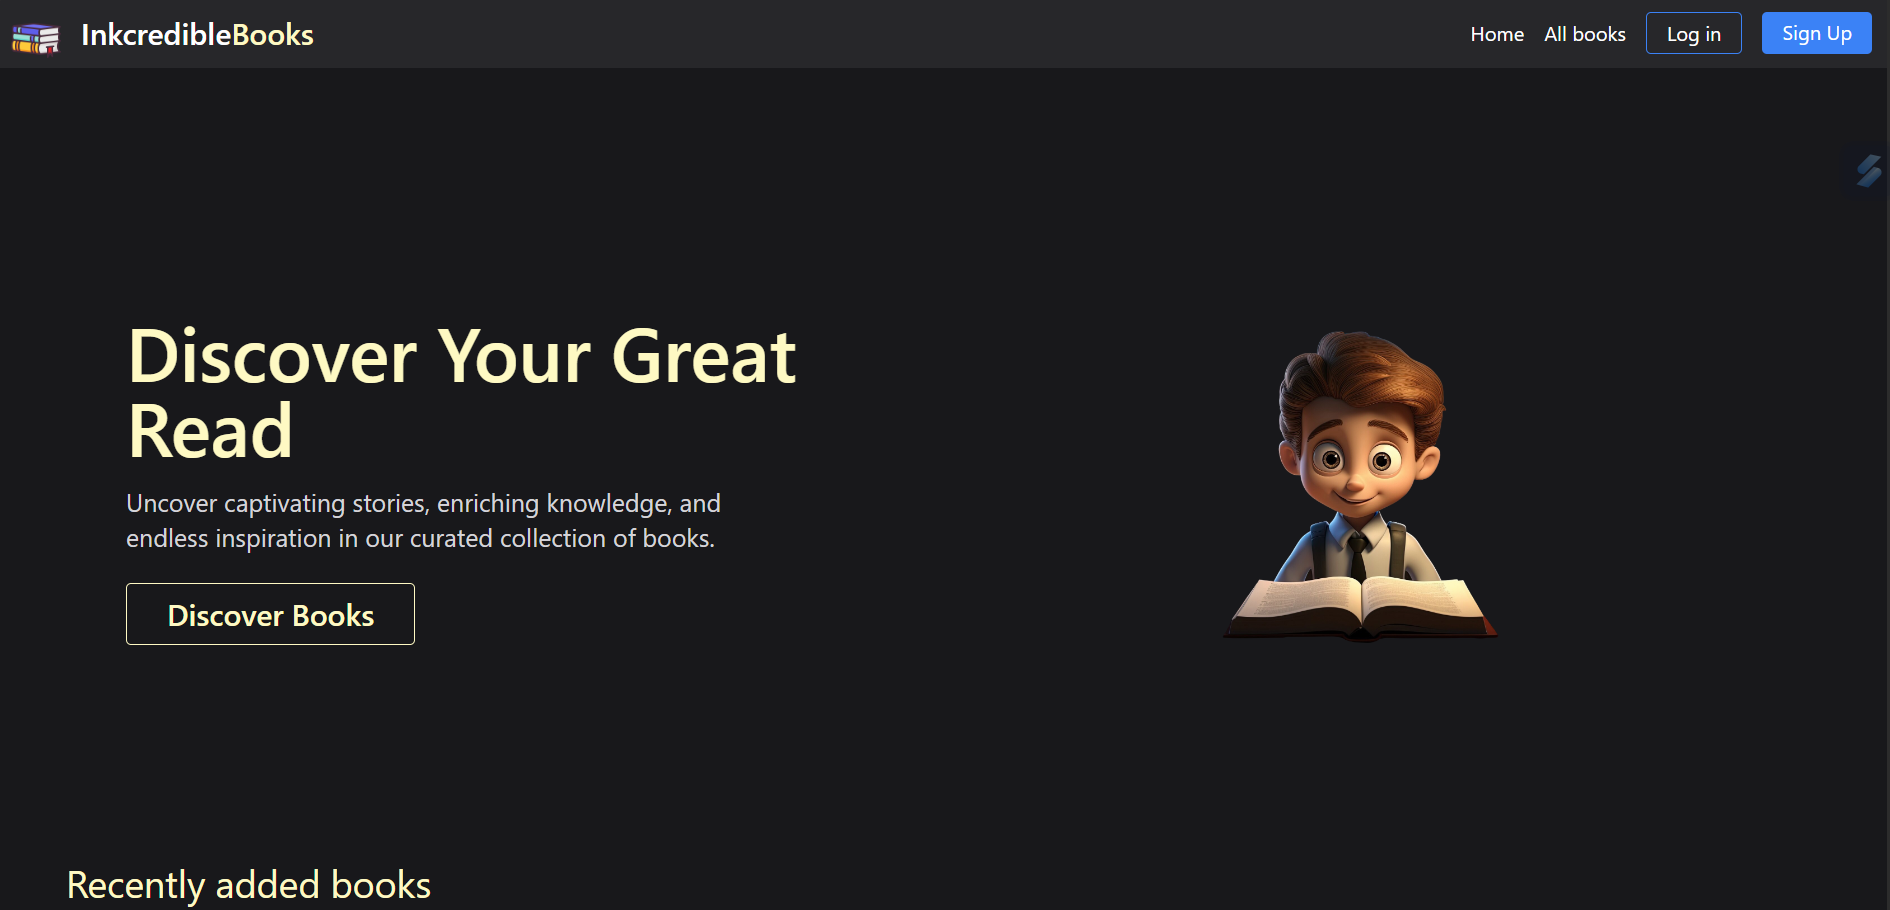 InkcredibleBooks
Home
All books
Log in
Sign Up
Discover Your Great
Read
Uncover captivating stories, enriching knowledge, and
endless inspiration in our curated collection of books.
Discover Books
Recently added books